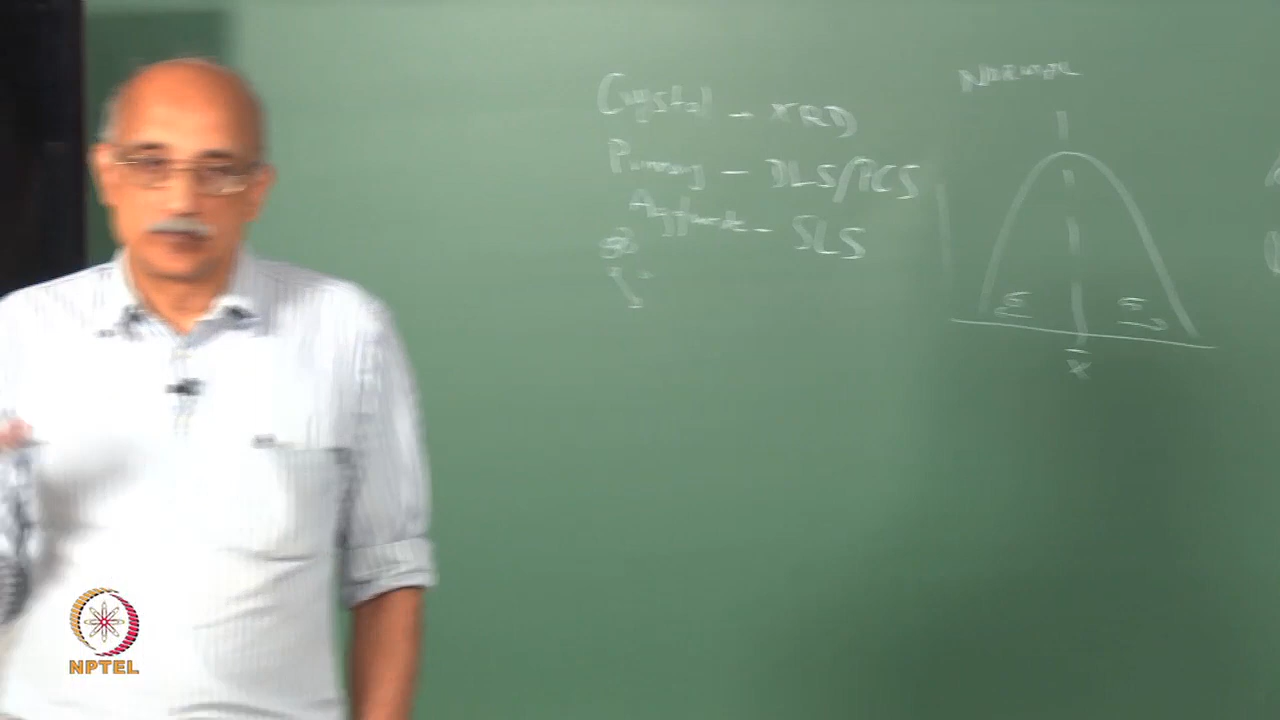 Crystal - XRD
Primary - DLS/PCS
Aggregate - SLS
Normal
x̄
NPTEL